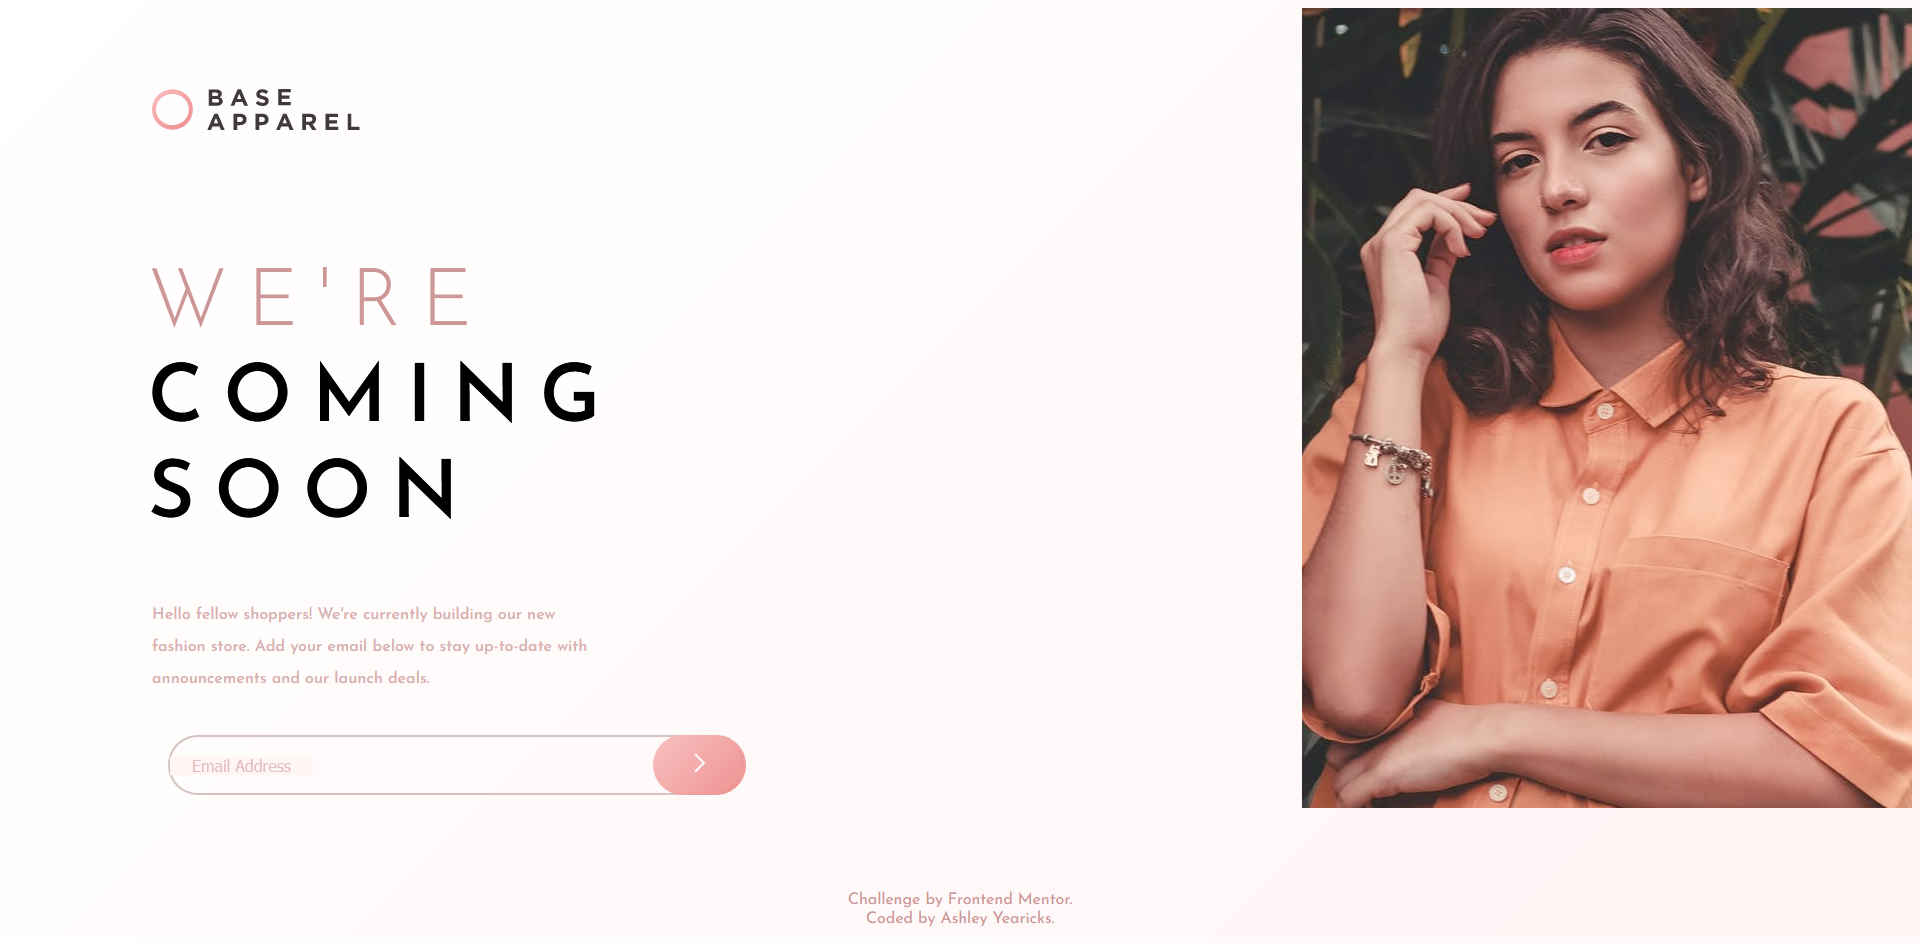 BASE
APPAREL
WE'RE
COMING
SOON
Hello fellow shoppers! We're currently building our new
fashion store. Add your email below to stay up-to-date with
announcements and our launch deals.
Email Address
Challenge by Frontend Mentor.
Coded by Ashley Yearicks.